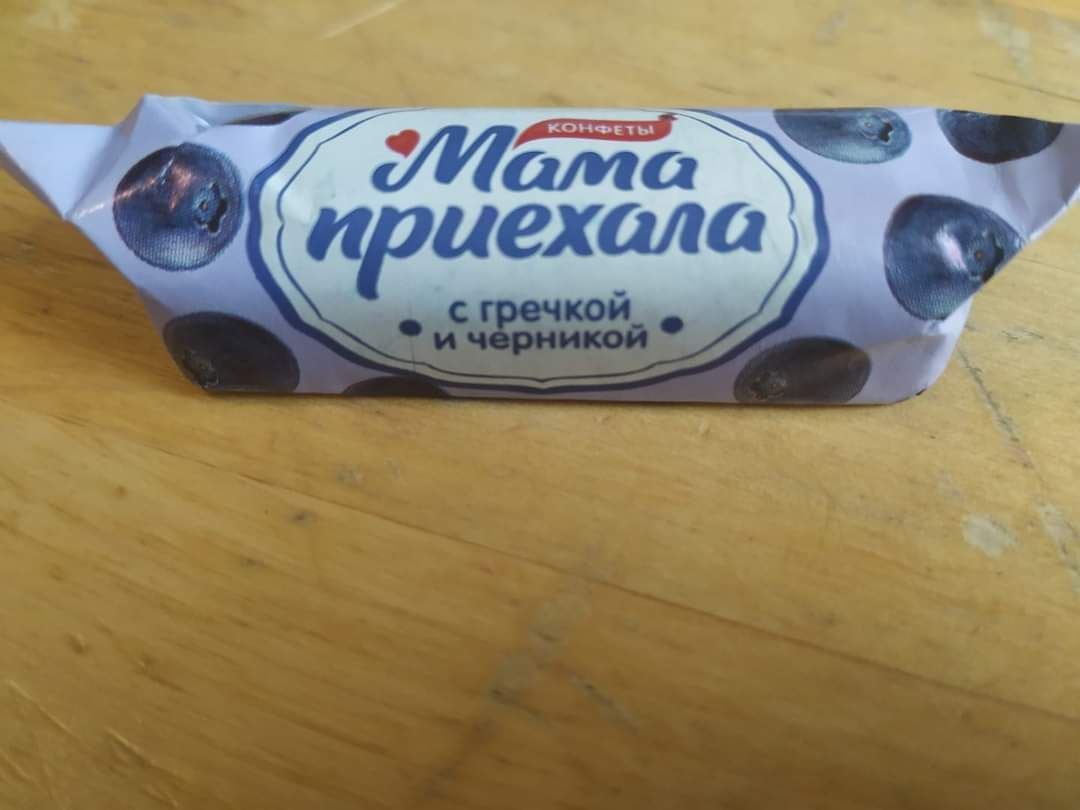 КОНФЕТЫ
Мама
приехала
с гречкой
и черникой